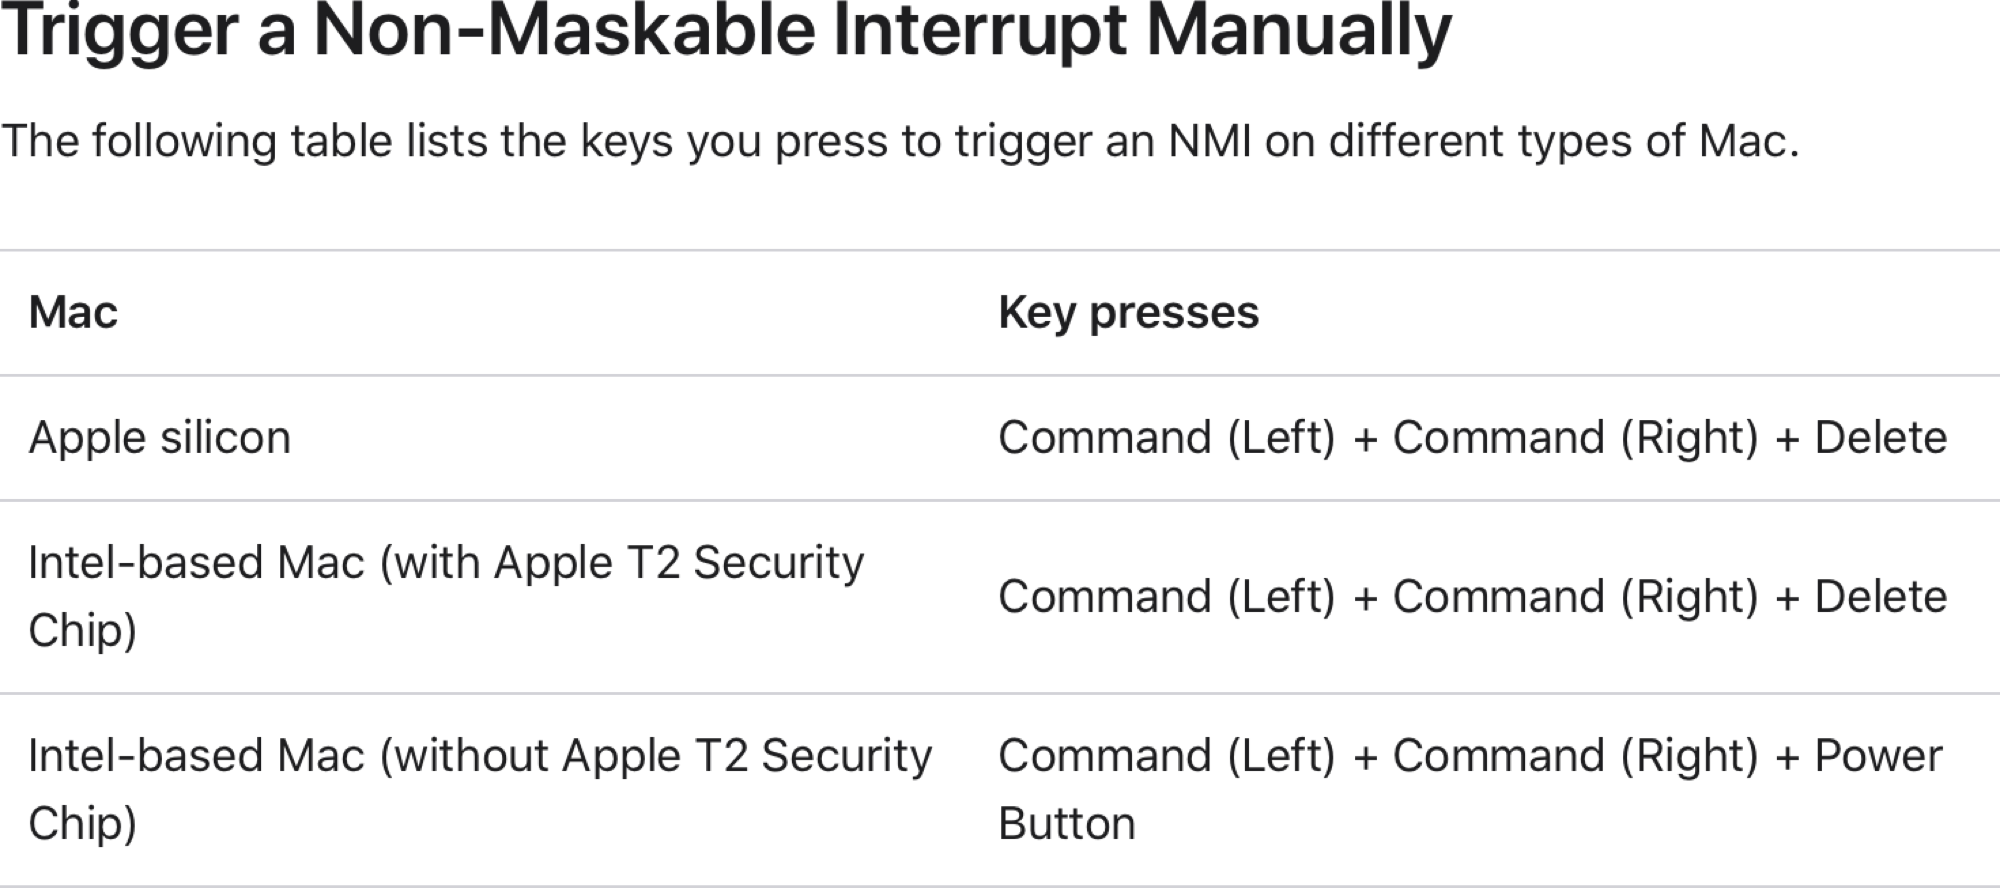 Trigger a Non-Maskable Interrupt Manually
The following table lists the keys you press to trigger an NMI on different types of Mac.
Mac
Key presses
Apple silicon
Command (Left) + Command (Right) + Delete
Intel-based Mac (with Apple T2 Security
Chip)
Command (Left) + Command (Right) + Delete
Intel-based Mac (without Apple T2 Security
Chip)
Command (Left) + Command (Right) + Power
Button